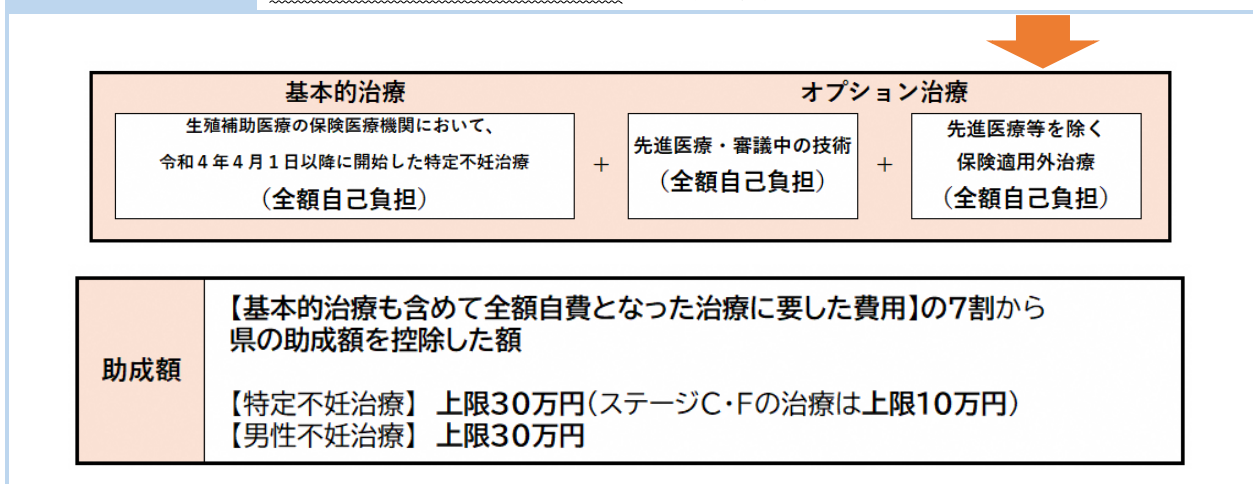 基本的治療
オプション治療
生殖補助医療の保険医療機関において、
令和４年４月１日以降に開始した特定不妊治療
（全額自己負担）
＋
先進医療・審議中の技術
（全額自己負担）
＋
先進医療等を除く
保険適用外治療
（全額自己負担）
助成額
【基本的治療も含めて全額自費となった治療に要した費用】の７割から
県の助成額を控除した額
【特定不妊治療】 上限３０万円（ステージＣ・Ｆの治療は上限１０万円）
【男性不妊治療】 上限３０万円